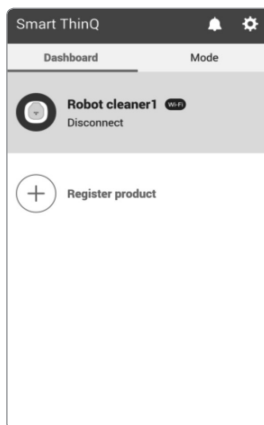 Smart ThinQ
Dashboard Mode
Robot cleaner1 Wi-Fi
Disconnect
Register product